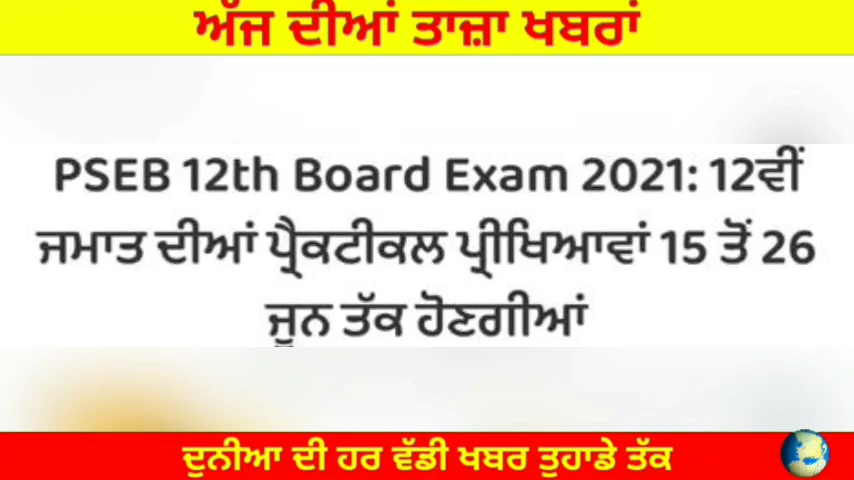 ਅੱਜ ਦੀਆਂ ਤਾਜ਼ਾ ਖਬਰਾਂ
PSEB 12th Board Exam 2021: 12ਵੀਂ
ਜਮਾਤ ਦੀਆਂ ਪ੍ਰੈਕਟੀਕਲ ਪ੍ਰੀਖਿਆਵਾਂ 15 ਤੋਂ 26
ਜੂਨ ਤੱਕ ਹੋਣਗੀਆਂ
ਦੁਨੀਆ ਦੀ ਹਰ ਵੱਡੀ ਖਬਰ ਤੁਹਾਡੇ ਤੱਕ